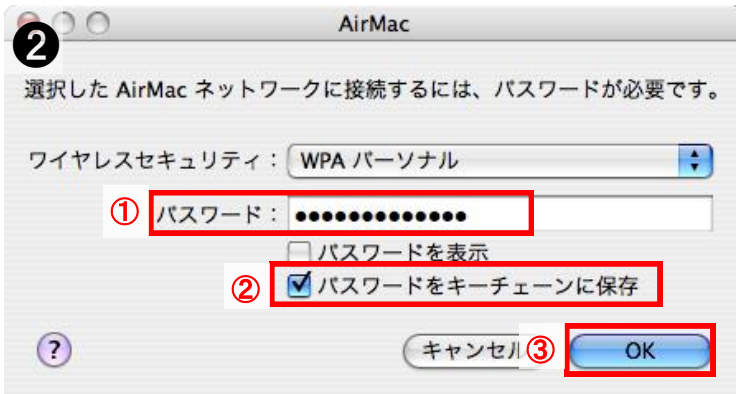 AirMac
❷
選択した AirMac ネットワークに接続するには、パスワードが必要です。
ワイヤレスセキュリティ： WPA パーソナル
① パスワード： •••••••••••••
パスワードを表示
② パスワードをキーチェーンに保存
? キャンセル ③ OK